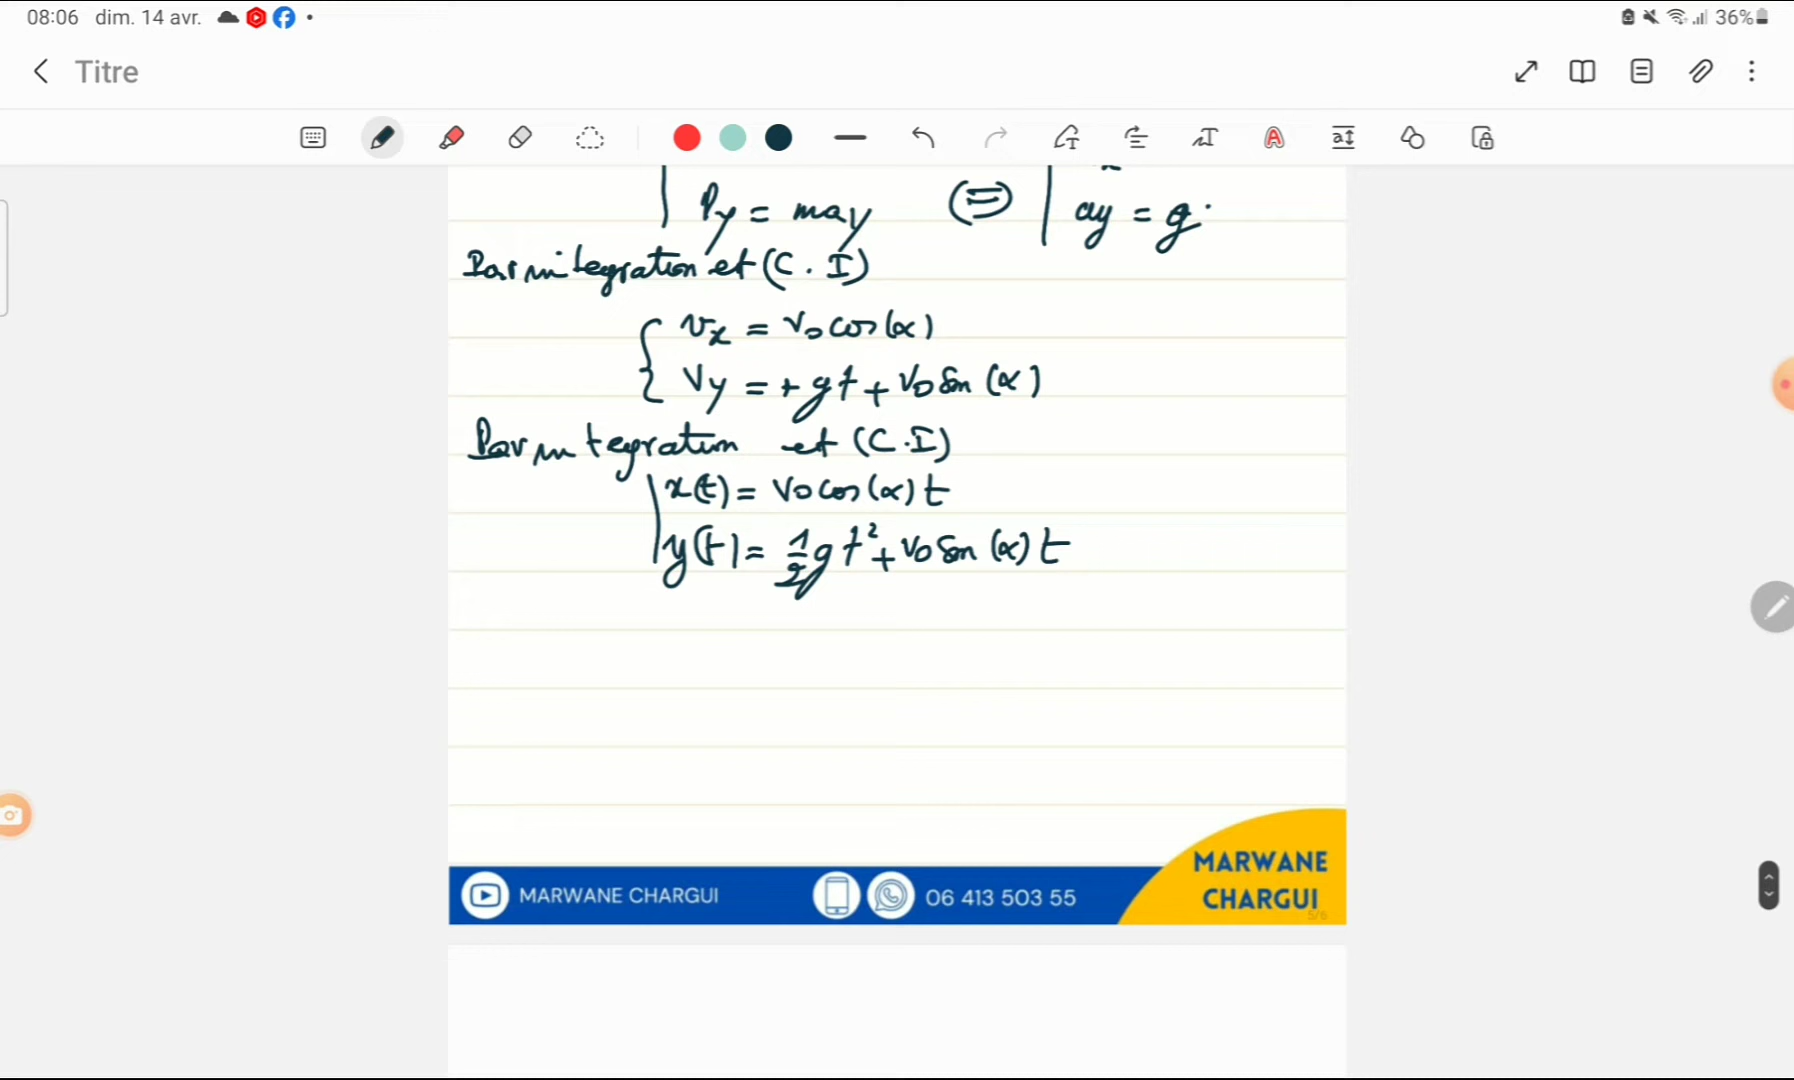 08:06 dim. 14 avr. 36%
Titre
Py = may (⇔) ay = g.
Par intégration et (C.I)
vx = v₀ cos(α)
Vy = +gt + V₀ Sin (α)
Par intégration et (C.I)
x(t) = V₀ cos(α) t
y(t) = 1/2 g t² + V₀ Sin (α) t
MARWANE CHARGUI
06 413 503 55
MARWANE
CHARGUI
5/6